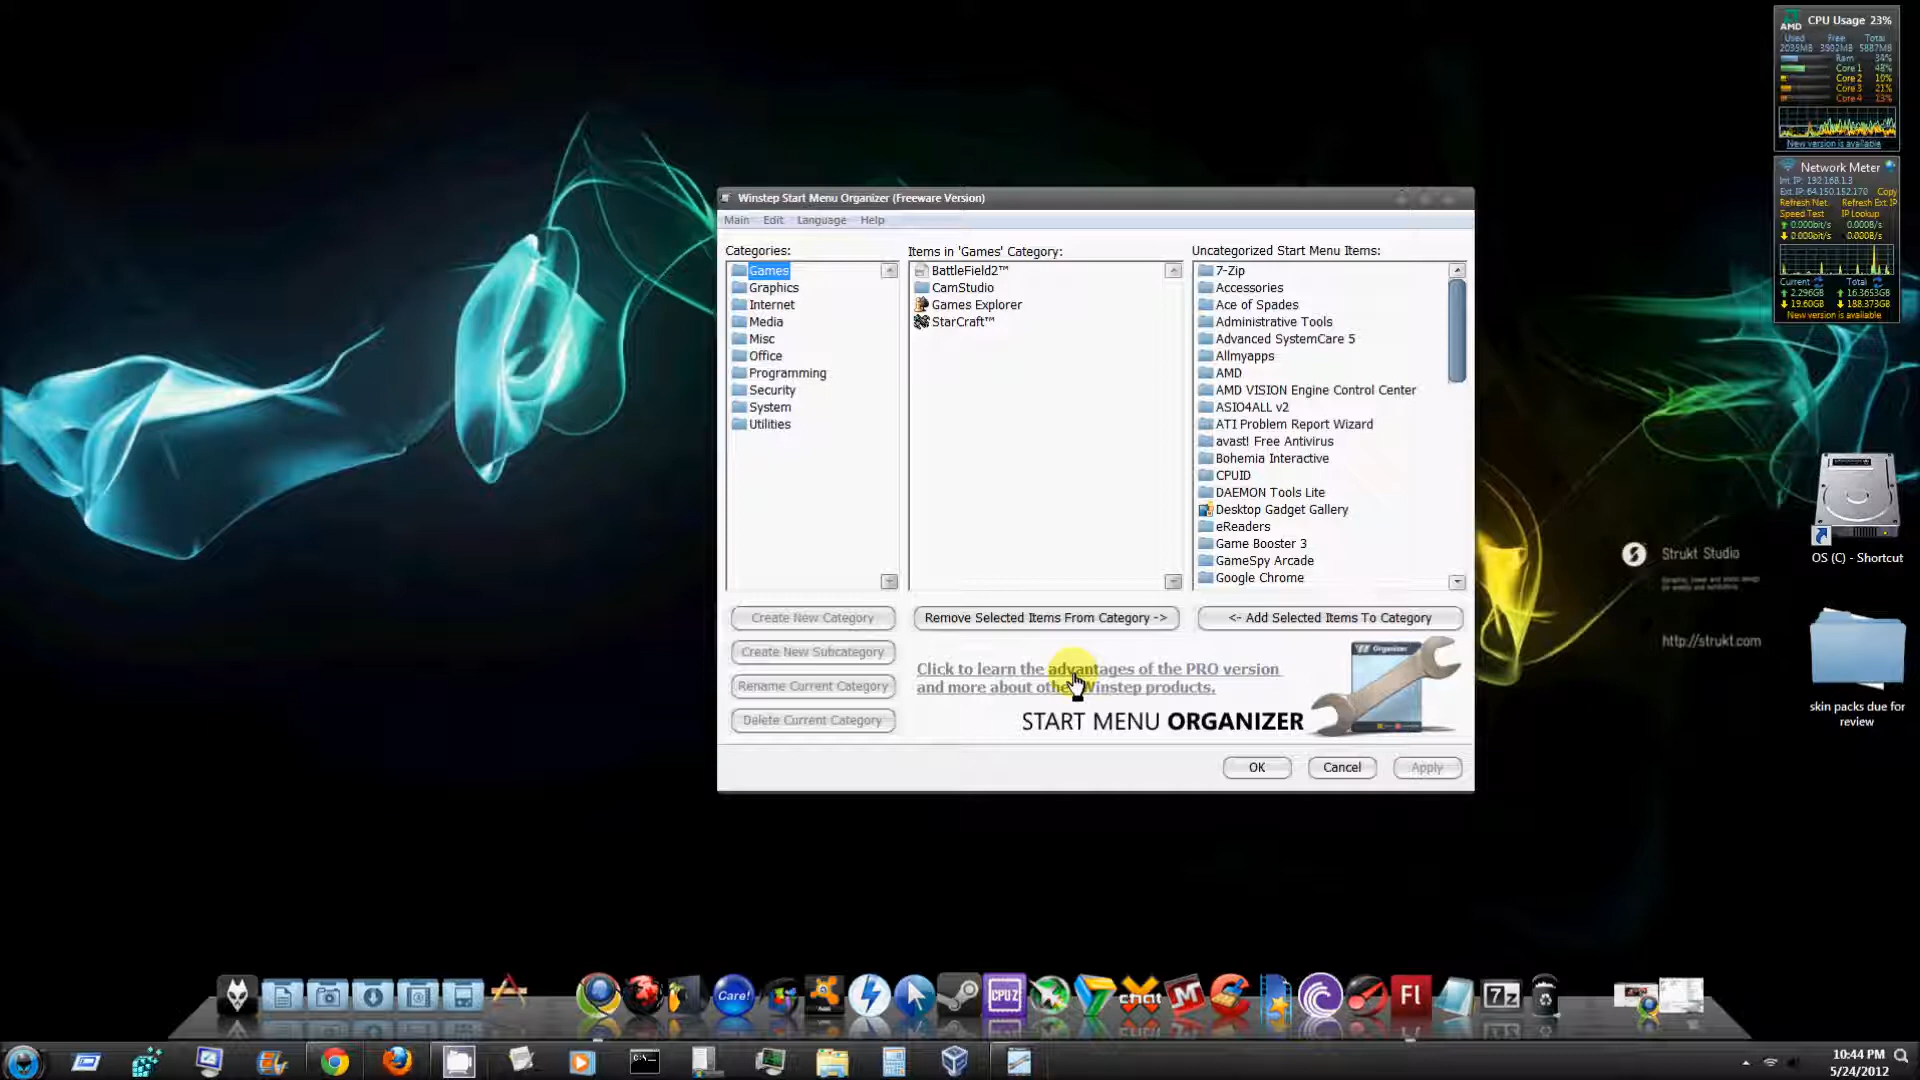 Winstep Start Menu Organizer (Freeware Version)
Main Edit Language Help
Categories:
Games
Graphics
Internet
Media
Misc
Office
Programming
Security
System
Utilities
Items in 'Games' Category:
BattleField2™
CamStudio
Games Explorer
StarCraft™
Uncategorized Start Menu Items:
7-Zip
Accessories
Ace of Spades
Administrative Tools
Advanced SystemCare 5
Allmyapps
AMD
AMD VISION Engine Control Center
ASIO4ALL v2
ATI Problem Report Wizard
avast! Free Antivirus
Bohemia Interactive
CPUID
DAEMON Tools Lite
Desktop Gadget Gallery
eReaders
Game Booster 3
GameSpy Arcade
Google Chrome
Create New Category
Create New Subcategory
Rename Current Category
Delete Current Category
Remove Selected Items From Category ->
<- Add Selected Items To Category
Click to learn the advantages of the PRO version
and more about other Winstep products.
START MENU ORGANIZER
Organizer
OK Cancel Apply
AMD
CPU Usage 23%
Used Free Total
2035MB 3902MB 5887MB
Ram 34%
Core 1 48%
Core 2 10%
Core 3 21%
Core 4 13%
New version is available
Network Meter
Int. IP: 192.168.1.3
Ext. IP: 64.150.152.170 Copy
Refresh Net. Refresh Ext. IP
Speed Test IP Lookup
0.000bit/s 0.000B/s
0.000bit/s 0.000B/s
Current Total
2.296GB 16.3653GB
19.60GB 188.373GB
New version is available
OS (C) - Shortcut
Strukt Studio
http://strukt.com
skin packs due for
review
Care!
CPU Z
chat
Fl
7z
C:\_
10:44 PM
5/24/2012